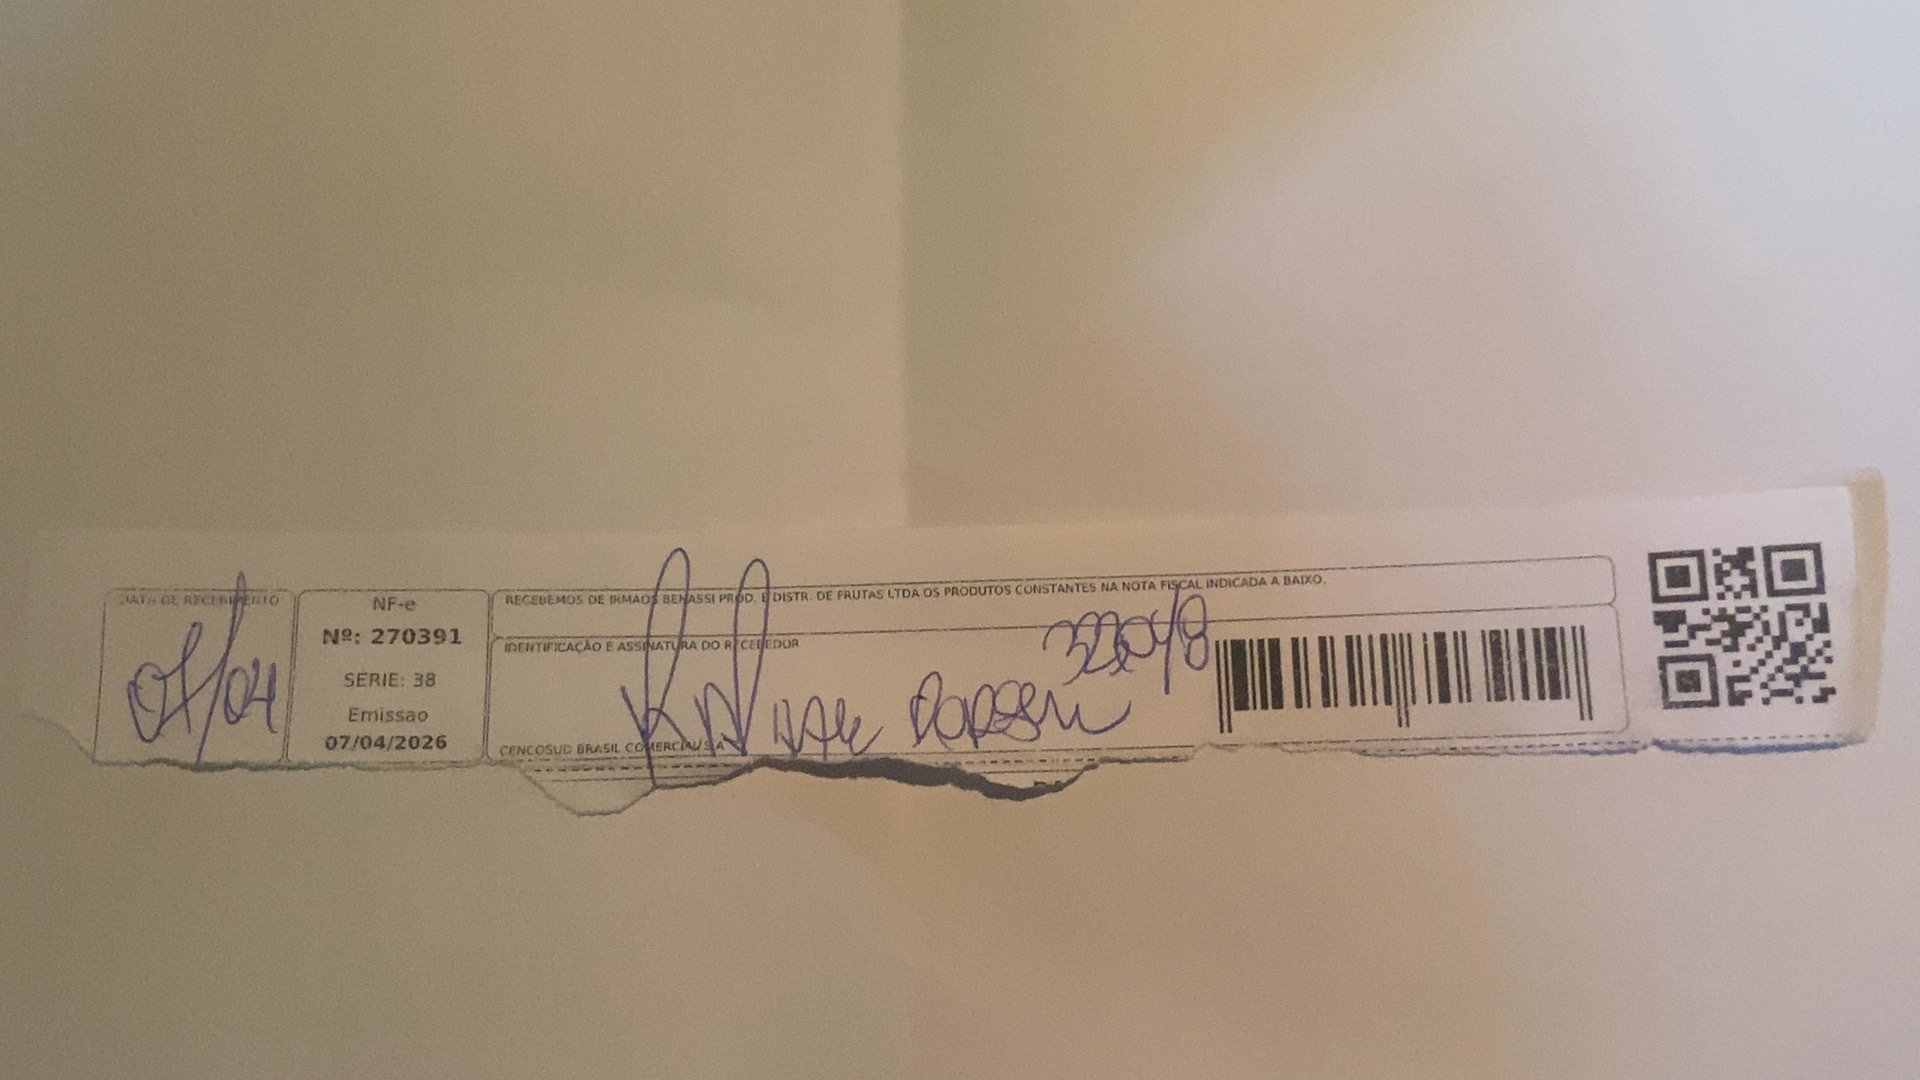 DATA DE RECEBIMENTO
07/04
NF-e
Nº: 270391
SÉRIE: 38
Emissao
07/04/2026
RECEBEMOS DE IRMAOS BENASSI PROD. E DISTR. DE FRUTAS LTDA OS PRODUTOS CONSTANTES NA NOTA FISCAL INDICADA A BAIXO.
IDENTIFICAÇÃO E ASSINATURA DO RECEBEDOR
CENCOSUD BRASIL COMERCIAL S.A